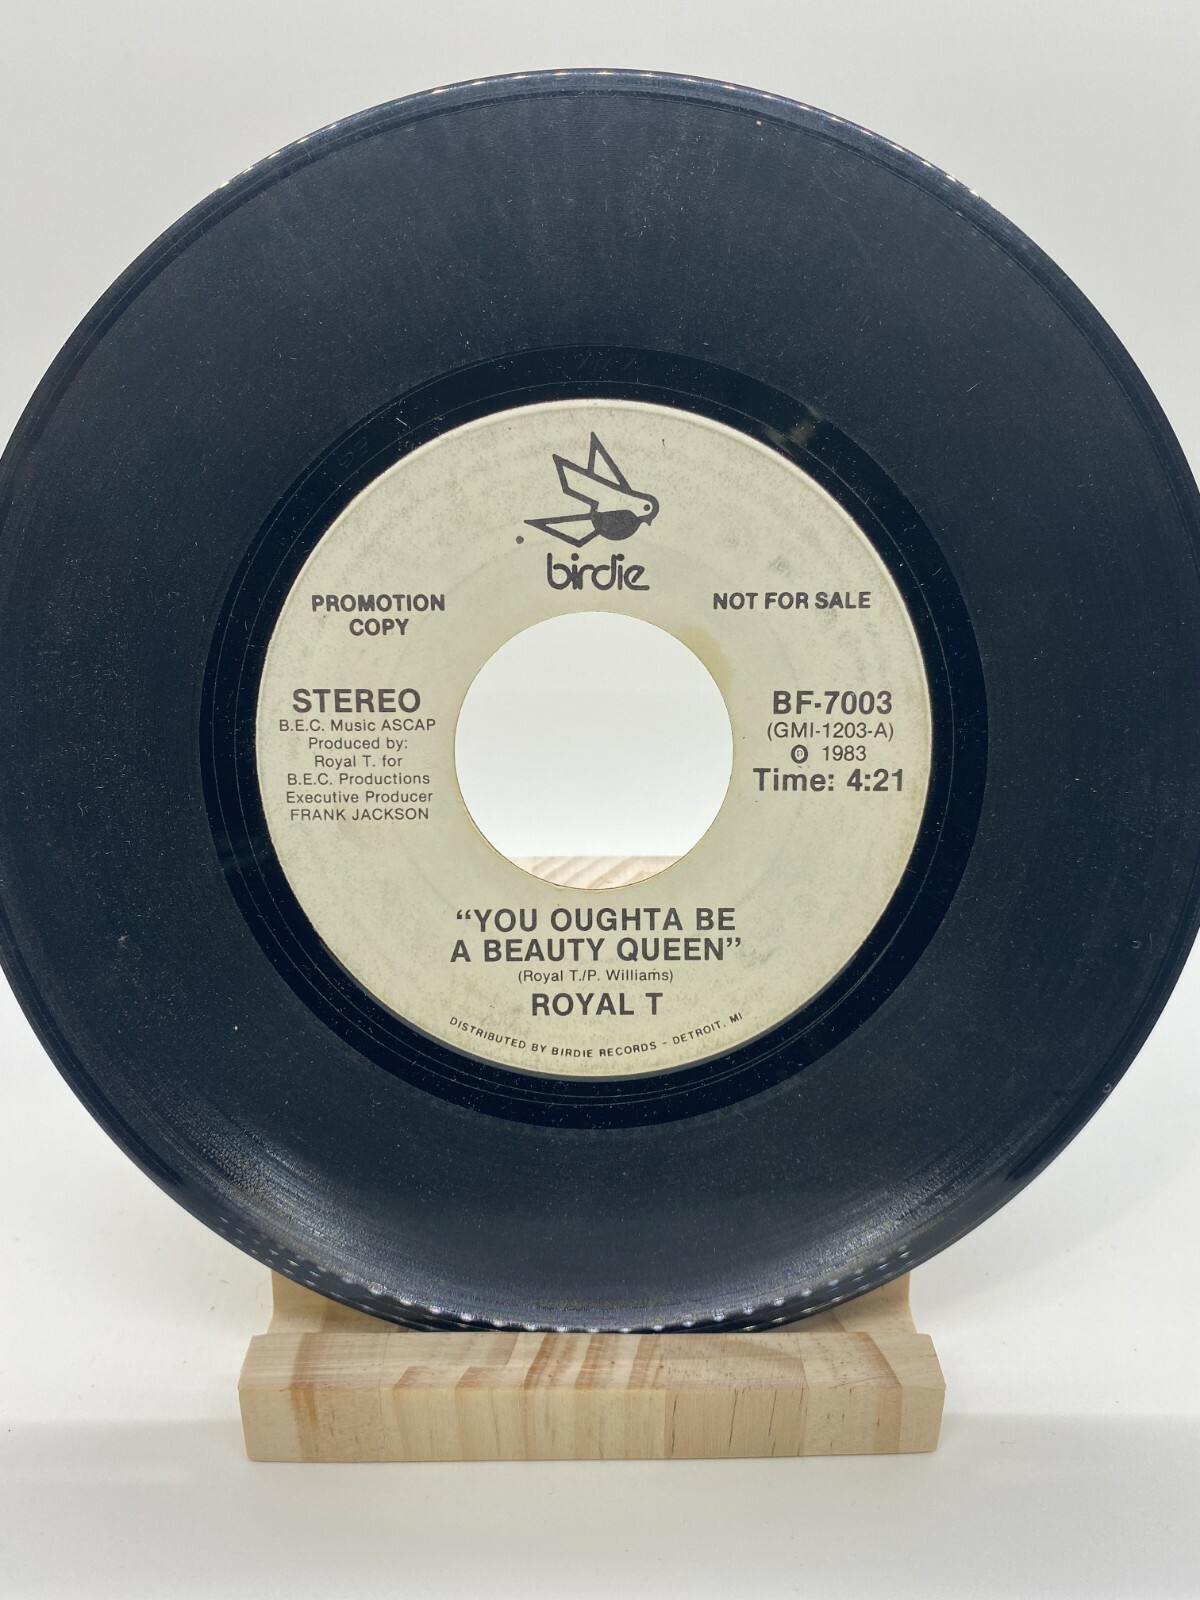 birdie
PROMOTION
COPY
NOT FOR SALE
STEREO
B.E.C. Music ASCAP
Produced by:
Royal T. for
B.E.C. Productions
Executive Producer
FRANK JACKSON
BF-7003
(GMI-1203-A)
℗ 1983
Time: 4:21
“YOU OUGHTA BE
A BEAUTY QUEEN”
(Royal T./P. Williams)
ROYAL T
DISTRIBUTED BY BIRDIE RECORDS - DETROIT, MI